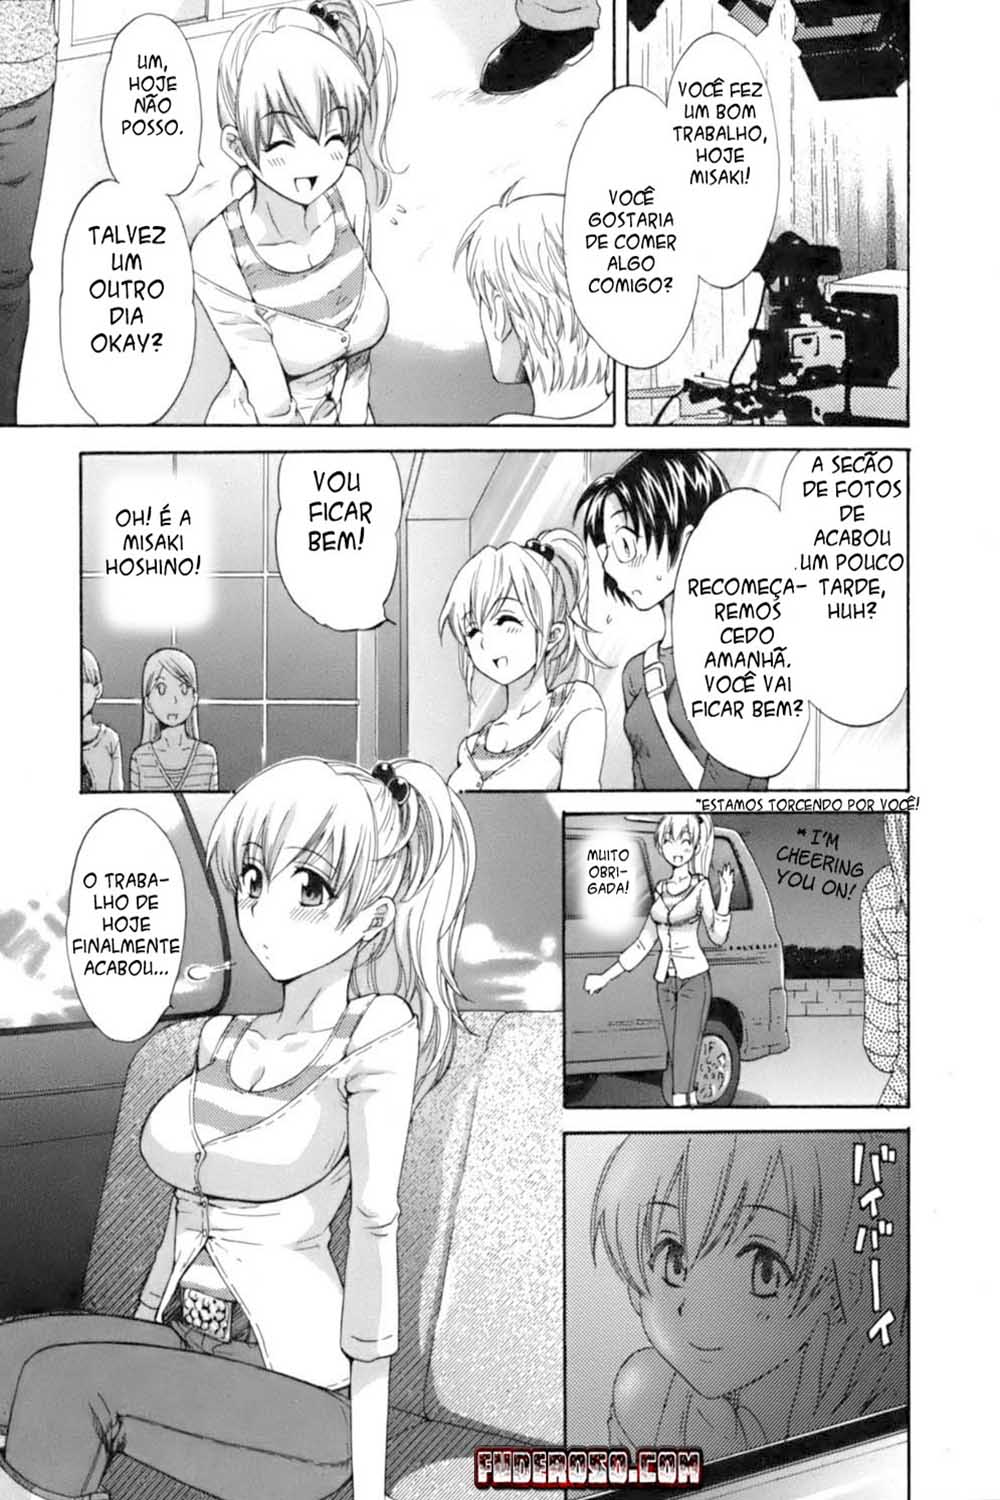 VOCÊ FEZ
UM BOM
TRABALHO,
HOJE
MISAKI!
VOCÊ
GOSTARIA
DE COMER
ALGO
COMIGO?
UM,
HOJE
NÃO
POSSO.
TALVEZ
UM
OUTRO
DIA
OKAY?
A SECÃO
DE FOTOS
DE
ACABOU
UM POUCO
TARDE,
HUH?
RECOMEÇA-
REMOS
CEDO
AMANHÃ.
VOCÊ VAI
FICAR BEM?
VOU
FICAR
BEM!
OH! É A
MISAKI
HOSHINO!
*ESTAMOS TORCENDO POR VOCÊ!
* I'M
CHEERING
YOU ON!
MUITO
OBRI-
GADA!
バイバーイ
O TRABA-
LHO DE
HOJE
FINALMENTE
ACABOU...
FUDEROSO.COM